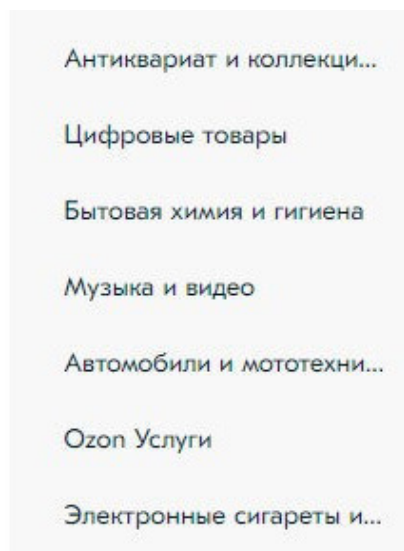 Антиквариат и коллекци...
Цифровые товары
Бытовая химия и гигиена
Музыка и видео
Автомобили и мототехни...
Ozon Услуги
Электронные сигареты и...